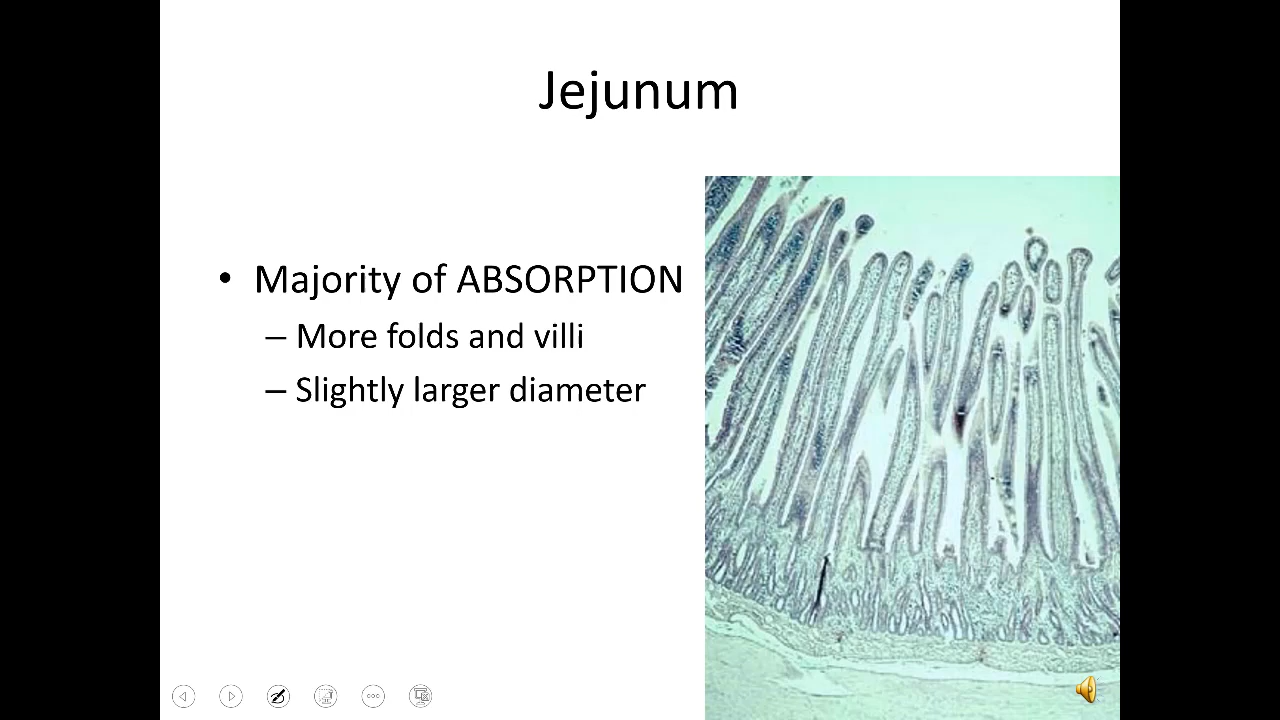 Jejunum
• Majority of ABSORPTION
– More folds and villi
– Slightly larger diameter